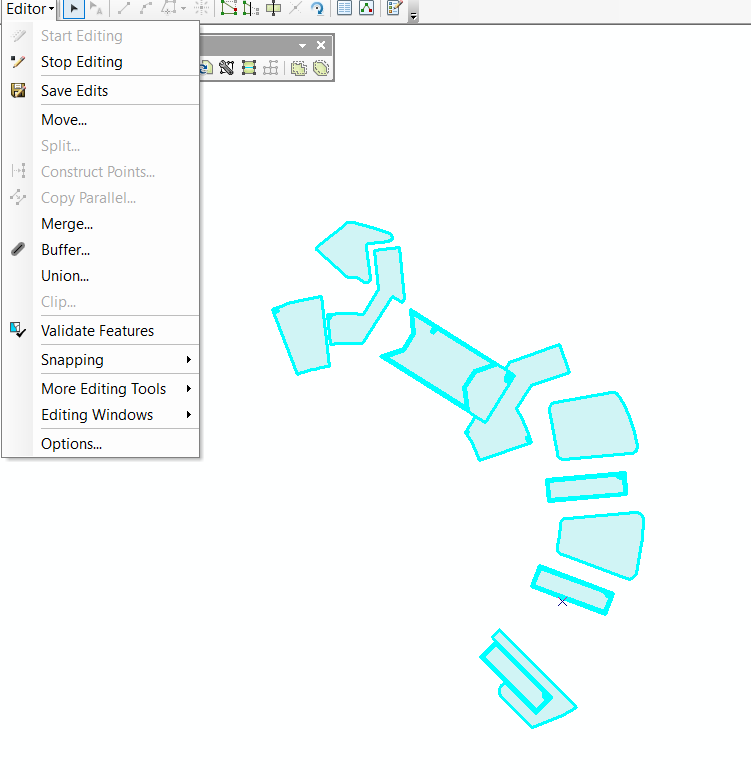 Editor
Start Editing
Stop Editing
Save Edits
Move...
Split...
Construct Points...
Copy Parallel...
Merge...
Buffer...
Union...
Clip...
Validate Features
Snapping
More Editing Tools
Editing Windows
Options...